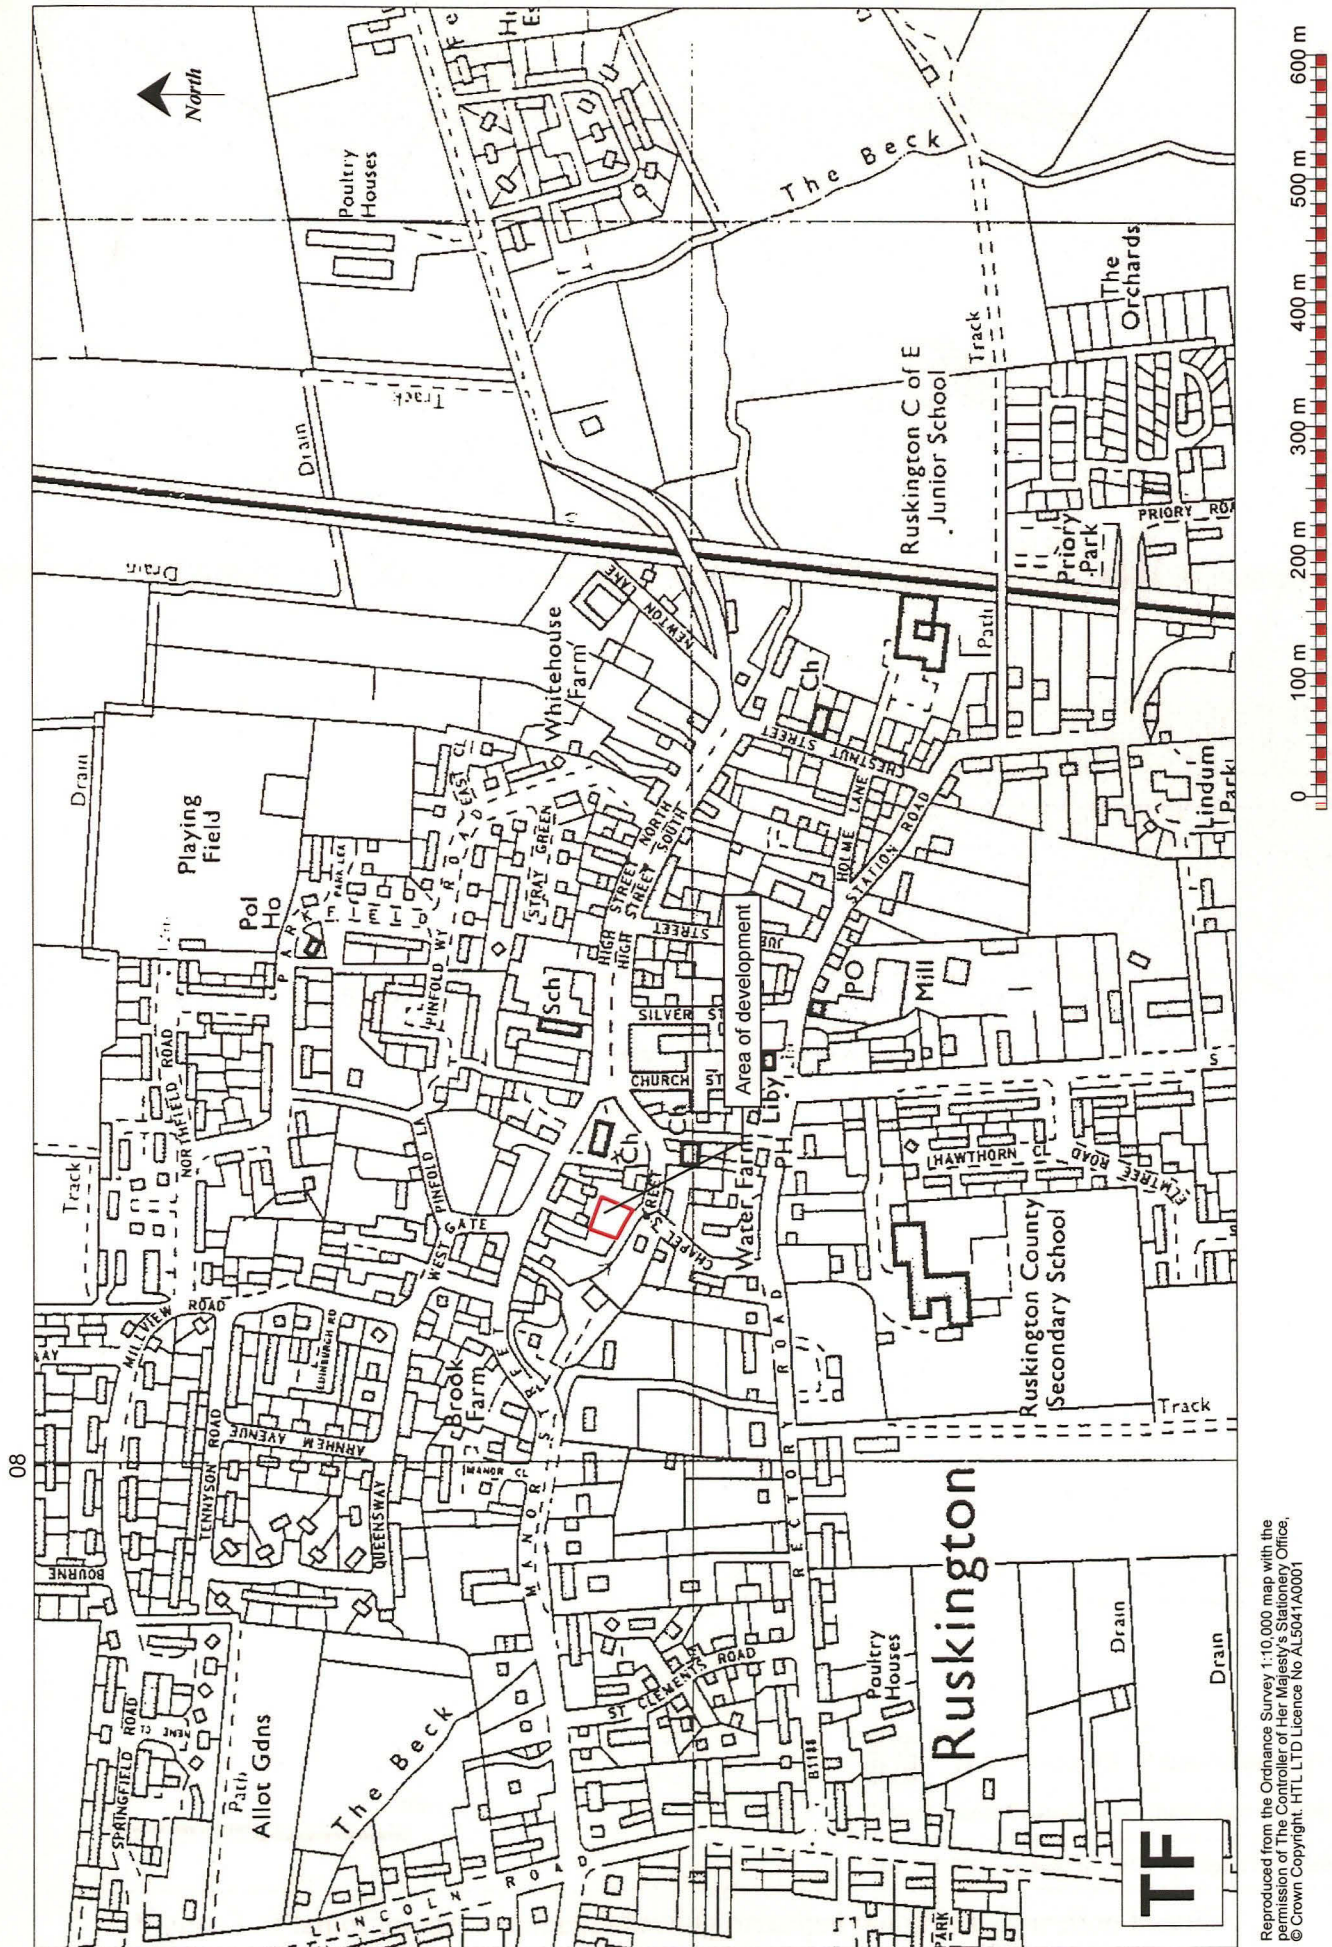 08
North
Poultry
Houses
Drain
Track
The Beck
Track
The
Orchards
Ruskington C of E
Junior School
Drain
Drain
Playing
Field
Pol
Ho
PARK LEA
Whitehouse
Farm
NEWTON LANE
Path
Priory
Park
PRIORY ROA
Ch
CHESTNUT STREET
HOLME LANE
STATION ROAD
Lindum
Park
STRAY GREEN
HIGH STREET NORTH
HIGH STREET SOUTH
PINFOLD WY
Sch
SILVER ST
CHURCH ST
Area of development
PO
Mill
Liby
PH
Ch
Ch
Water Farm
CHAPEL STREET
HAWTHORN CL
ELMTREE ROAD
Ruskington County
Secondary School
Track
NORTHFIELD ROAD
Track
PINFOLD LA
WEST GATE
MILLVIEW ROAD
EDINBURGH RD
ARNHEM AVENUE
TENNYSON ROAD
QUEENSWAY
Brook
Farm
MANOR CL
MANOR STREET
RECTORY ROAD
BOURNE
SPRINGFIELD ROAD
NENE CL
Path
Allot Gdns
The Beck
LINCOLN ROAD
ST CLEMENTS ROAD
B1188
Poultry
Houses
Ruskington
Drain
Drain
PARK
TF
0 100 m 200 m 300 m 400 m 500 m 600 m
Reproduced from the Ordnance Survey 1:10,000 map with the
permission of The Controller of Her Majesty's Stationery Office,
© Crown Copyright. HTL LTD Licence No AL5041A0001